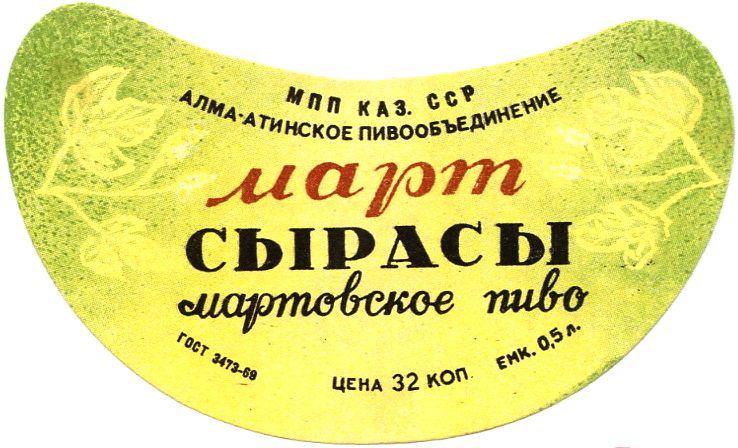 МПП КАЗ. ССР
АЛМА-АТИНСКОЕ ПИВООБЪЕДИНЕНИЕ
март
СЫРАСЫ
мартовское пиво
ГОСТ 3473-69
ЦЕНА 32 КОП.
ЕМК. 0,5 л.